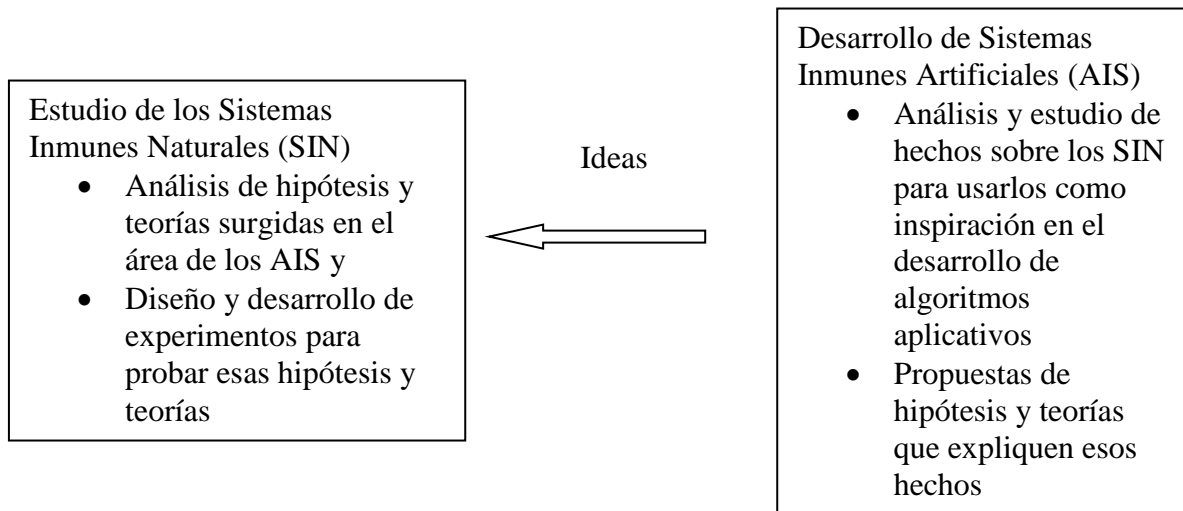 Estudio de los Sistemas
Inmunes Naturales (SIN)
• Análisis de hipótesis y
teorías surgidas en el
área de los AIS y
• Diseño y desarrollo de
experimentos para
probar esas hipótesis y
teorías
Ideas
Desarrollo de Sistemas
Inmunes Artificiales (AIS)
• Análisis y estudio de
hechos sobre los SIN
para usarlos como
inspiración en el
desarrollo de
algoritmos
aplicativos
• Propuestas de
hipótesis y teorías
que expliquen esos
hechos